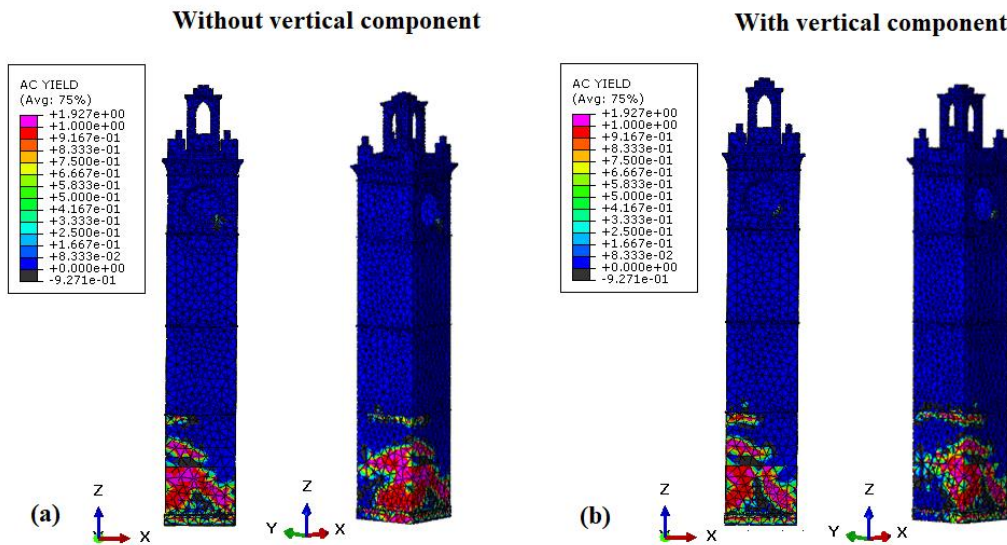 Without vertical component
With vertical component
AC YIELD
(Avg: 75%)
+1.927e+00
+1.000e+00
+9.167e-01
+8.333e-01
+7.500e-01
+6.667e-01
+5.833e-01
+5.000e-01
+4.167e-01
+3.333e-01
+2.500e-01
+1.667e-01
+8.333e-02
+0.000e+00
-9.271e-01
AC YIELD
(Avg: 75%)
+1.927e+00
+1.000e+00
+9.167e-01
+8.333e-01
+7.500e-01
+6.667e-01
+5.833e-01
+5.000e-01
+4.167e-01
+3.333e-01
+2.500e-01
+1.667e-01
+8.333e-02
+0.000e+00
-9.271e-01
(a)
Z
X
Z
Y
X
(b)
Z
X
Z
Y
X